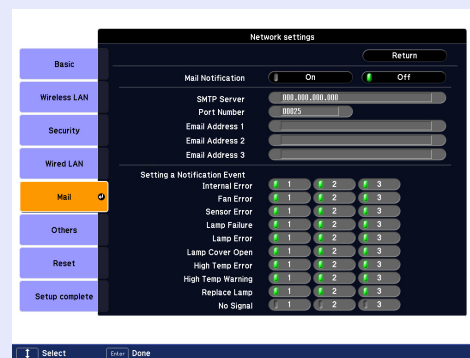 Network settings
Return
Basic
Mail Notification On Off
Wireless LAN
SMTP Server 000.000.000.000
Port Number 00025
Email Address 1
Security
Email Address 2
Email Address 3
Wired LAN
Setting a Notification Event
Internal Error 1 2 3
Mail
Fan Error 1 2 3
Sensor Error 1 2 3
Lamp Failure 1 2 3
Others
Lamp Error 1 2 3
Lamp Cover Open 1 2 3
Reset
High Temp Error 1 2 3
High Temp Warning 1 2 3
Setup complete
Replace Lamp 1 2 3
No Signal 1 2 3
Select Enter Done